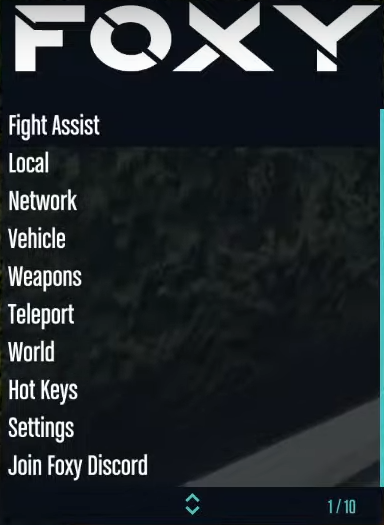 FOXY
Fight Assist
Local
Network
Vehicle
Weapons
Teleport
World
Hot Keys
Settings
Join Foxy Discord
1 / 10